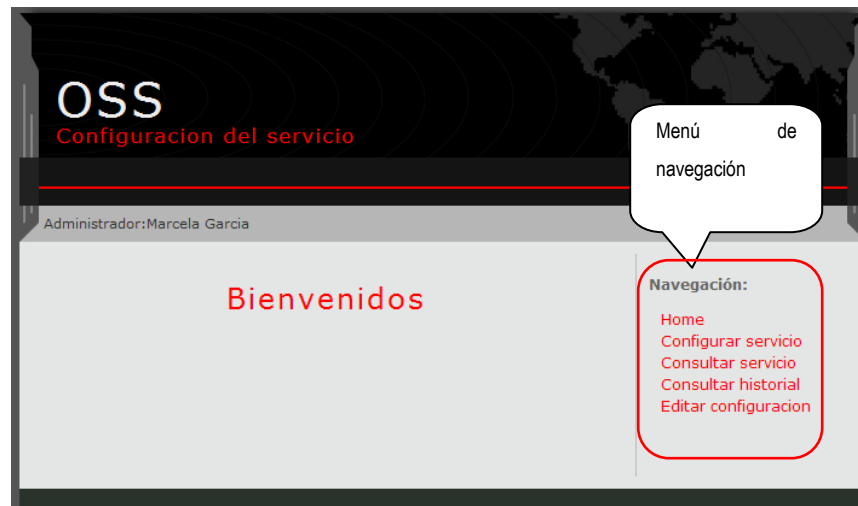 OSS
Configuracion del servicio
Menú de
navegación
Administrador:Marcela Garcia
Bienvenidos
Navegación:
Home
Configurar servicio
Consultar servicio
Consultar historial
Editar configuracion